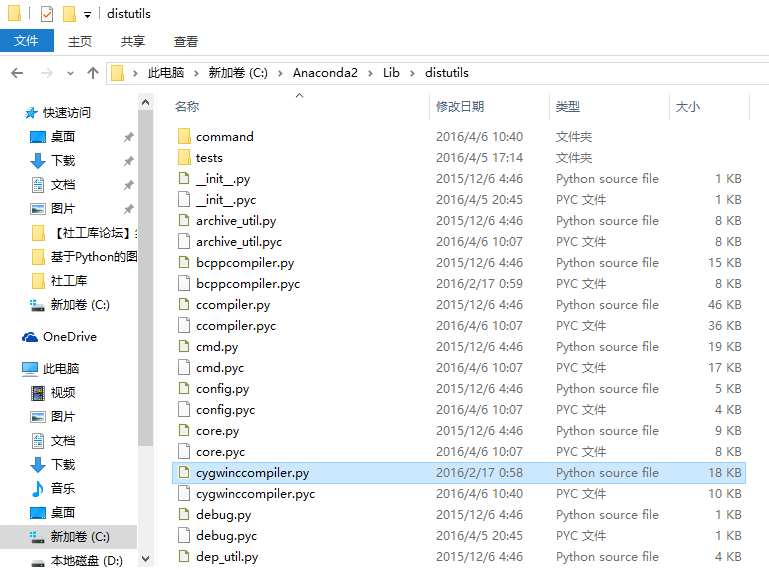 distutils
文件 主页 共享 查看
此电脑 新加卷 (C:) Anaconda2 Lib distutils
快速访问
桌面
下载
文档
图片
【社工库论坛】
基于Python的图
社工库
新加卷 (C:)
OneDrive
此电脑
视频
图片
文档
下载
音乐
桌面
新加卷 (C:)
本地磁盘 (D:)
名称 修改日期 类型 大小
command 2016/4/6 10:40 文件夹
tests 2016/4/5 17:14 文件夹
__init__.py 2015/12/6 4:46 Python source file 1 KB
__init__.pyc 2016/4/5 20:45 PYC 文件 1 KB
archive_util.py 2015/12/6 4:46 Python source file 8 KB
archive_util.pyc 2016/4/6 10:07 PYC 文件 8 KB
bcppcompiler.py 2015/12/6 4:46 Python source file 15 KB
bcppcompiler.pyc 2016/2/17 0:59 PYC 文件 8 KB
ccompiler.py 2015/12/6 4:46 Python source file 46 KB
ccompiler.pyc 2016/4/6 10:07 PYC 文件 36 KB
cmd.py 2015/12/6 4:46 Python source file 19 KB
cmd.pyc 2016/4/6 10:07 PYC 文件 17 KB
config.py 2015/12/6 4:46 Python source file 5 KB
config.pyc 2016/4/6 10:07 PYC 文件 4 KB
core.py 2015/12/6 4:46 Python source file 9 KB
core.pyc 2016/4/6 10:07 PYC 文件 8 KB
cygwinccompiler.py 2016/2/17 0:58 Python source file 18 KB
cygwinccompiler.pyc 2016/4/6 10:40 PYC 文件 10 KB
debug.py 2015/12/6 4:46 Python source file 1 KB
debug.pyc 2016/4/5 20:45 PYC 文件 1 KB
dep_util.py 2015/12/6 4:46 Python source file 4 KB